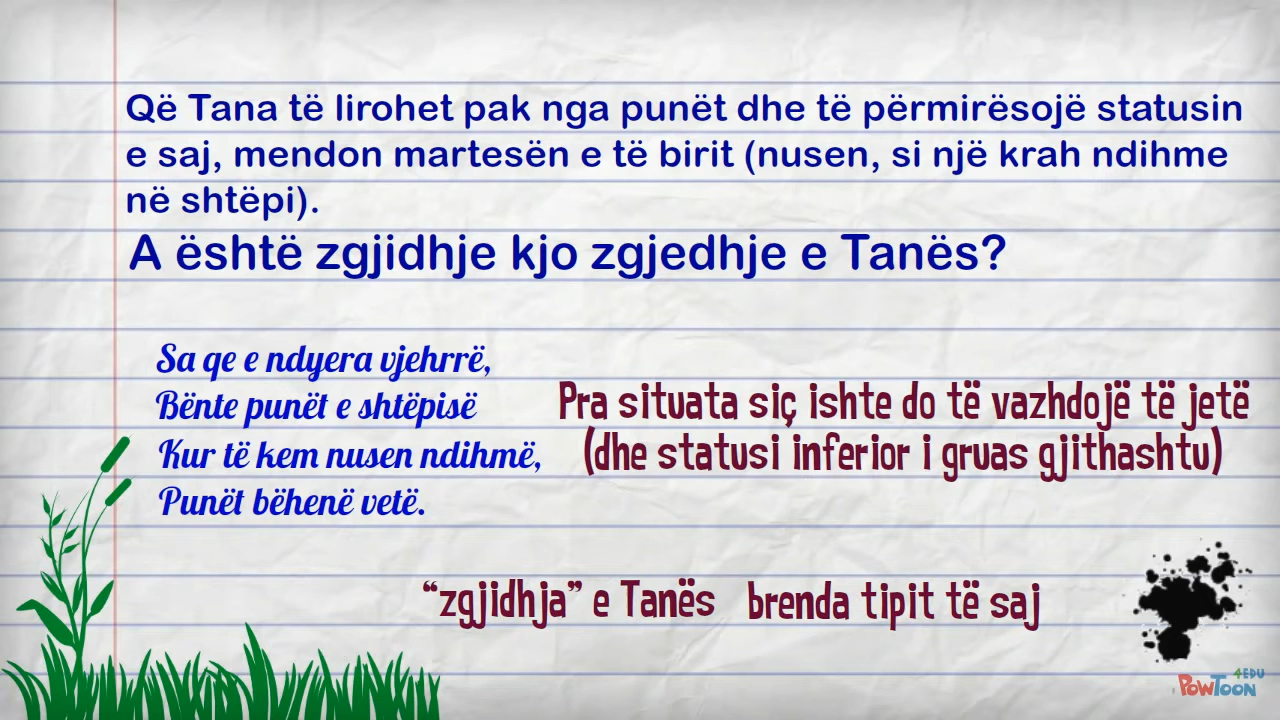 Që Tana të lirohet pak nga punët dhe të përmirësojë statusin
e saj, mendon martesën e të birit (nusen, si një krah ndihme
në shtëpi).
A është zgjidhje kjo zgjedhje e Tanës?
Sa qe e ndyera vjehrrë,
Bënte punët e shtëpisë
Kur të kem nusen ndihmë,
Punët bëhenë vetë.
Pra situata siç ishte do të vazhdojë të jetë
(dhe statusi inferior i gruas gjithashtu)
“zgjidhja” e Tanës brenda tipit të saj
4EDU
POWTOON